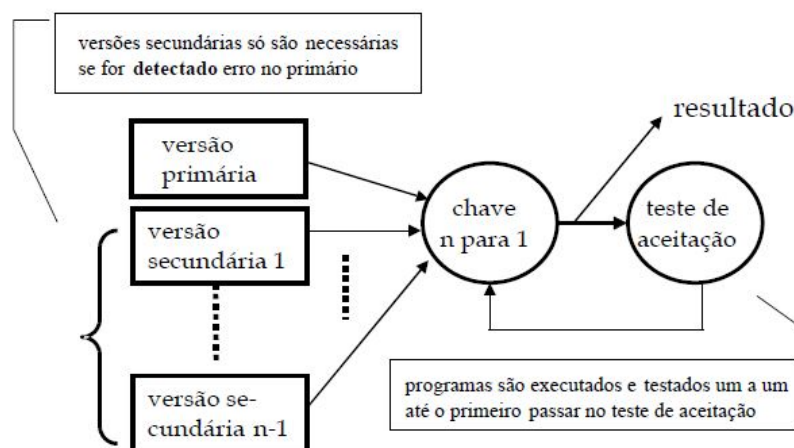 versões secundárias só são necessárias
se for detectado erro no primário
resultado
versão
primária
versão
secundária 1
chave
n para 1
teste de
aceitação
versão se-
cundária n-1
programas são executados e testados um a um
até o primeiro passar no teste de aceitação